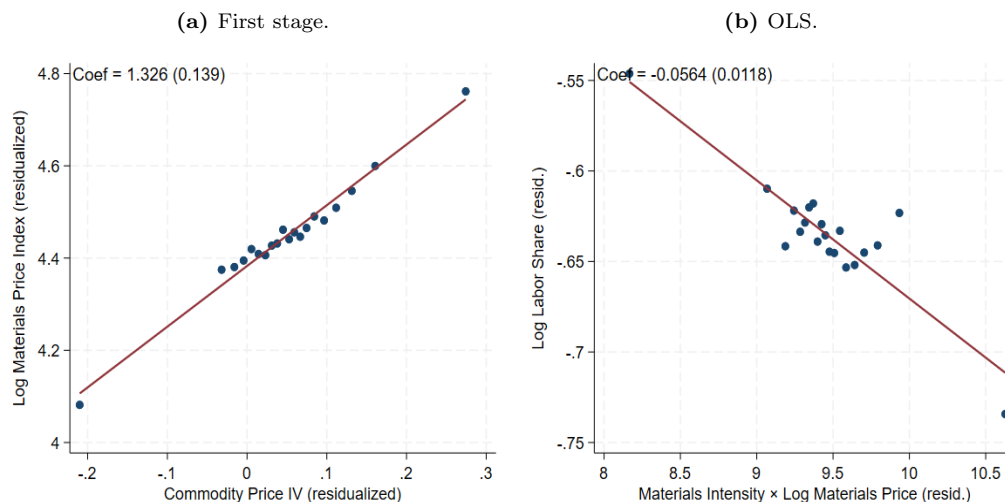 (a) First stage.
Coef = 1.326 (0.139)
Log Materials Price Index (residualized)
4.8
4.6
4.4
4.2
4
-.2
-.1
0
.1
.2
.3
Commodity Price IV (residualized)
(b) OLS.
Coef = -0.0564 (0.0118)
Log Labor Share (resid.)
-.55
-.6
-.65
-.7
-.75
8
8.5
9
9.5
10
10.5
Materials Intensity × Log Materials Price (resid.)